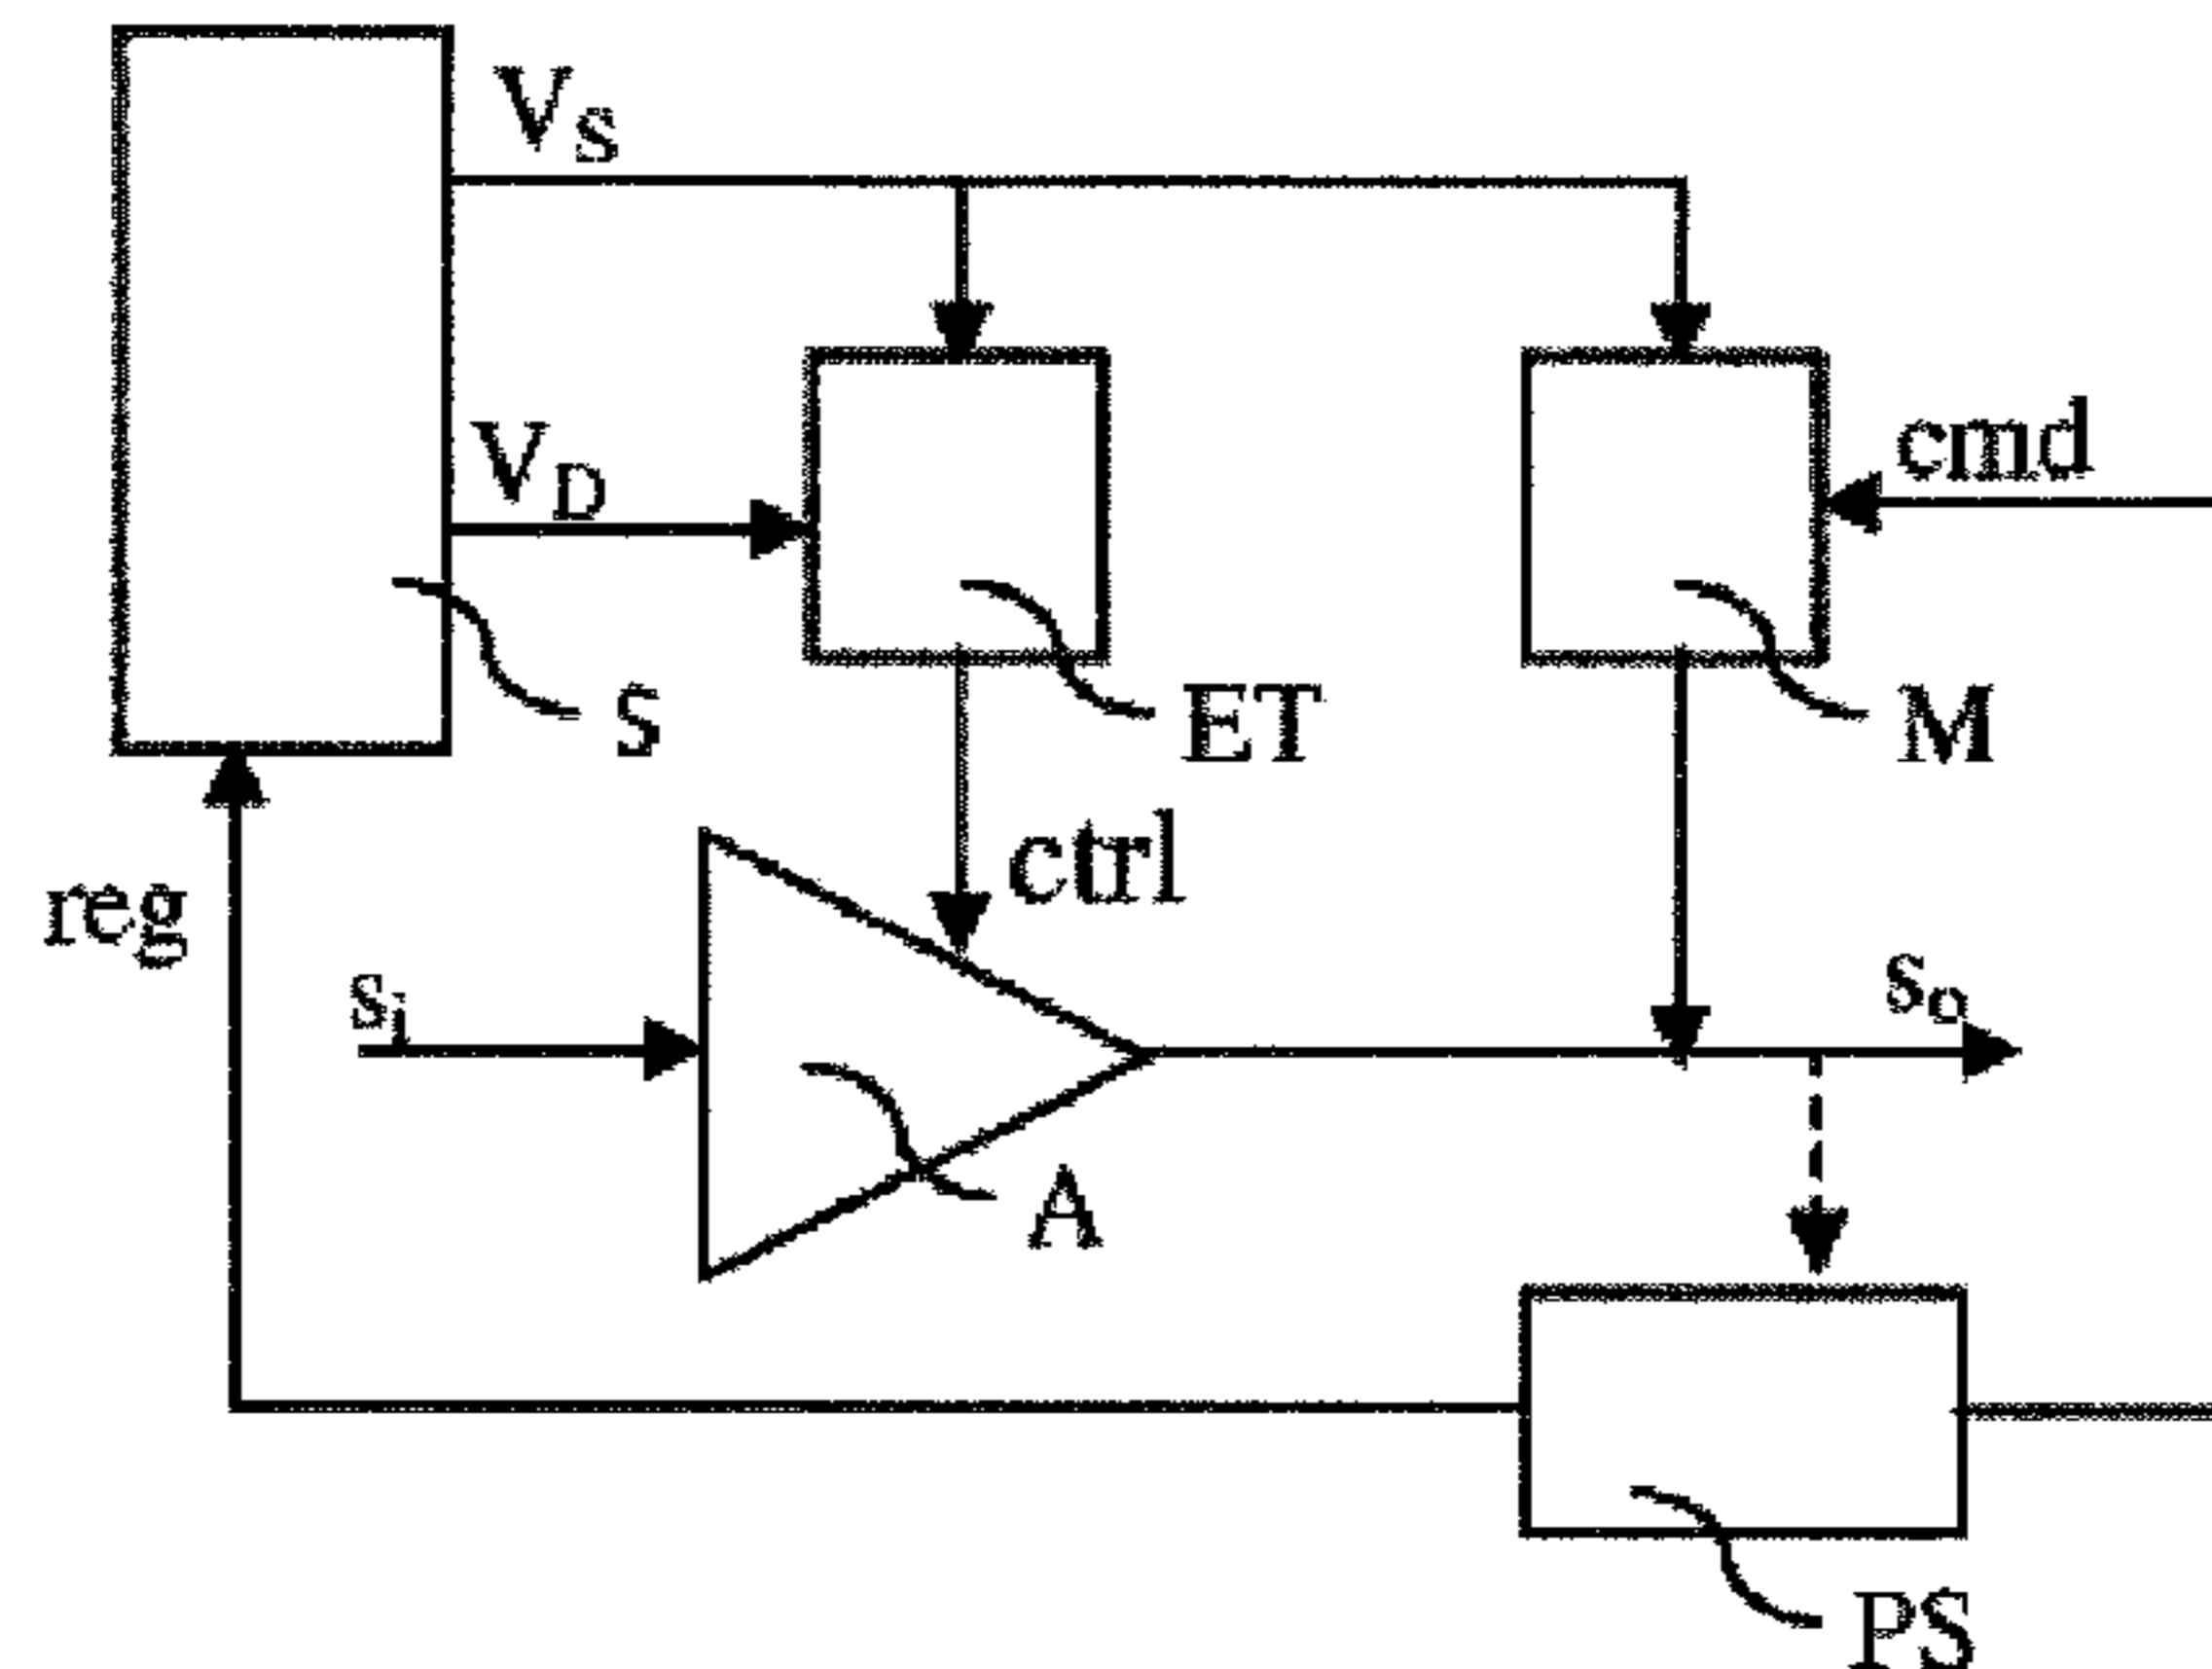 V_S
V_D
cmd
S
ET
M
ctrl
reg
s_i
s_o
A
PS